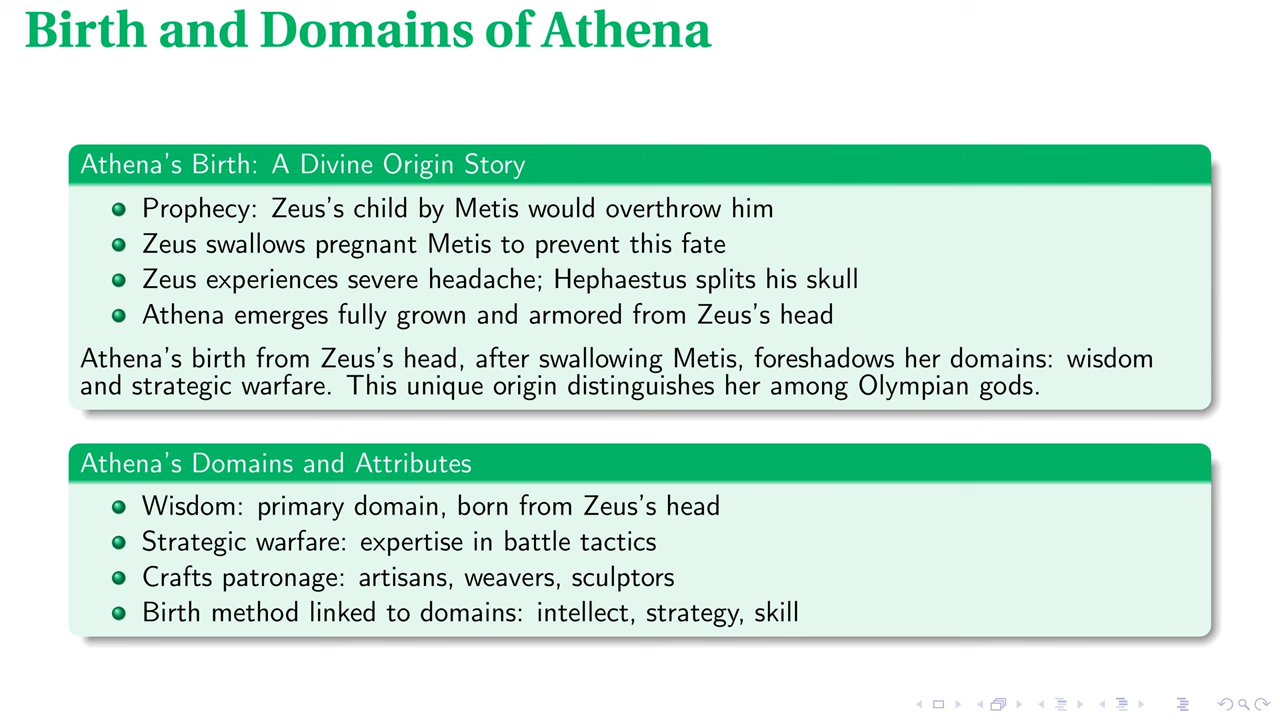 Birth and Domains of Athena
Athena's Birth: A Divine Origin Story
Prophecy: Zeus's child by Metis would overthrow him
Zeus swallows pregnant Metis to prevent this fate
Zeus experiences severe headache; Hephaestus splits his skull
Athena emerges fully grown and armored from Zeus's head
Athena's birth from Zeus's head, after swallowing Metis, foreshadows her domains: wisdom
and strategic warfare. This unique origin distinguishes her among Olympian gods.
Athena's Domains and Attributes
Wisdom: primary domain, born from Zeus's head
Strategic warfare: expertise in battle tactics
Crafts patronage: artisans, weavers, sculptors
Birth method linked to domains: intellect, strategy, skill